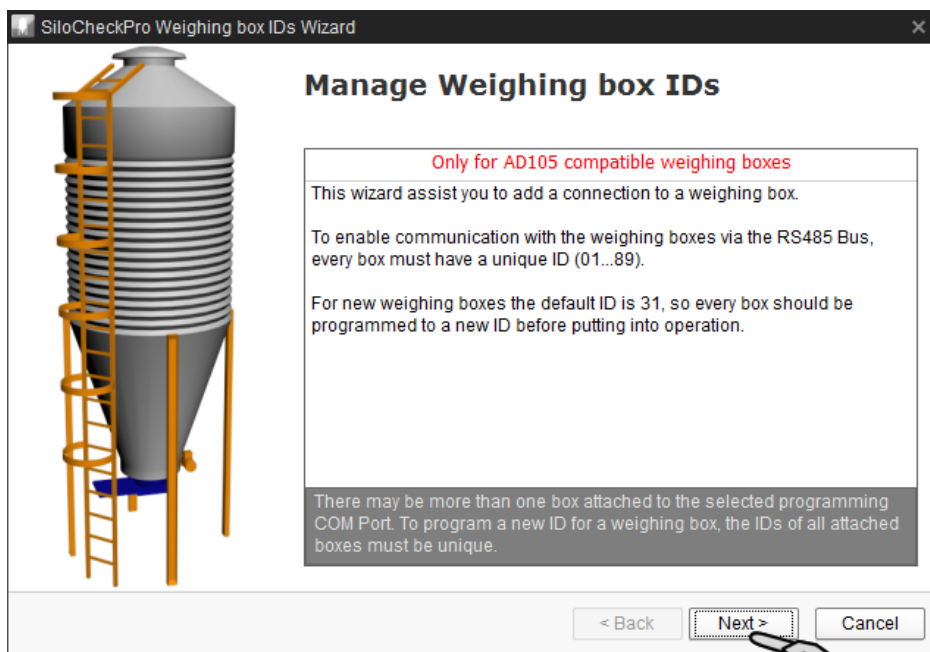 SiloCheckPro Weighing box IDs Wizard
Manage Weighing box IDs
Only for AD105 compatible weighing boxes
This wizard assist you to add a connection to a weighing box.
To enable communication with the weighing boxes via the RS485 Bus,
every box must have a unique ID (01...89).
For new weighing boxes the default ID is 31, so every box should be
programmed to a new ID before putting into operation.
There may be more than one box attached to the selected programming
COM Port. To program a new ID for a weighing box, the IDs of all attached
boxes must be unique.
< Back Next > Cancel